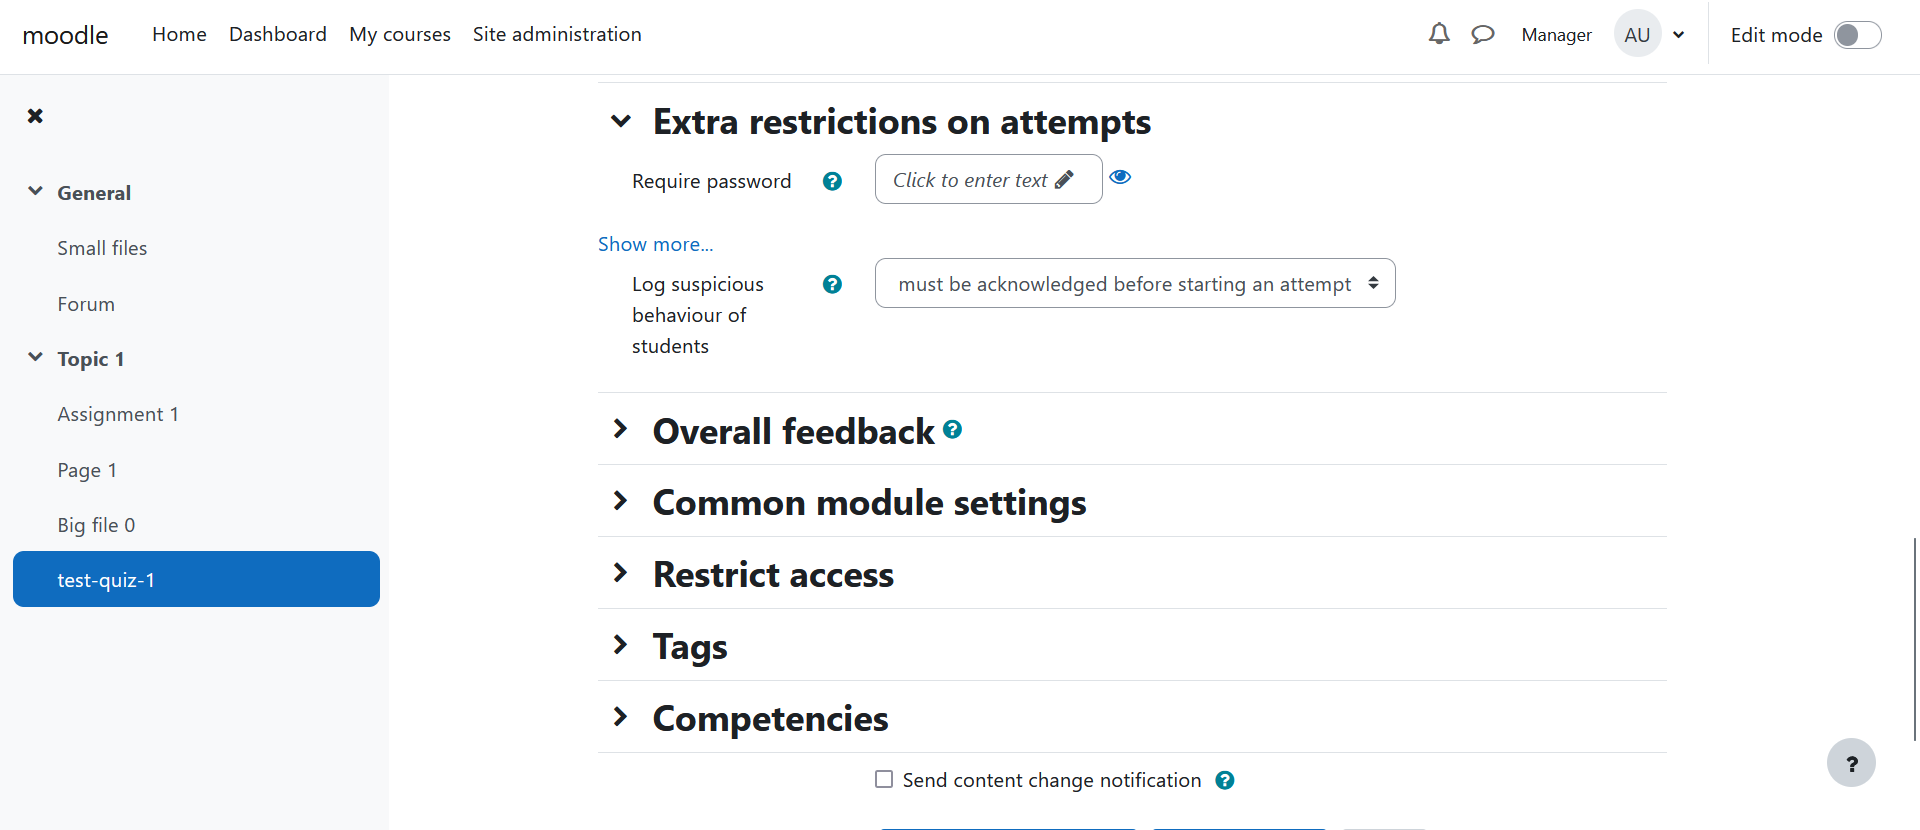 moodle Home Dashboard My courses Site administration Manager AU Edit mode
General
Small files
Forum
Topic 1
Assignment 1
Page 1
Big file 0
test-quiz-1
Extra restrictions on attempts
Require password ? Click to enter text
Show more...
Log suspicious ? must be acknowledged before starting an attempt
behaviour of
students
Overall feedback ?
Common module settings
Restrict access
Tags
Competencies
Send content change notification ?
?